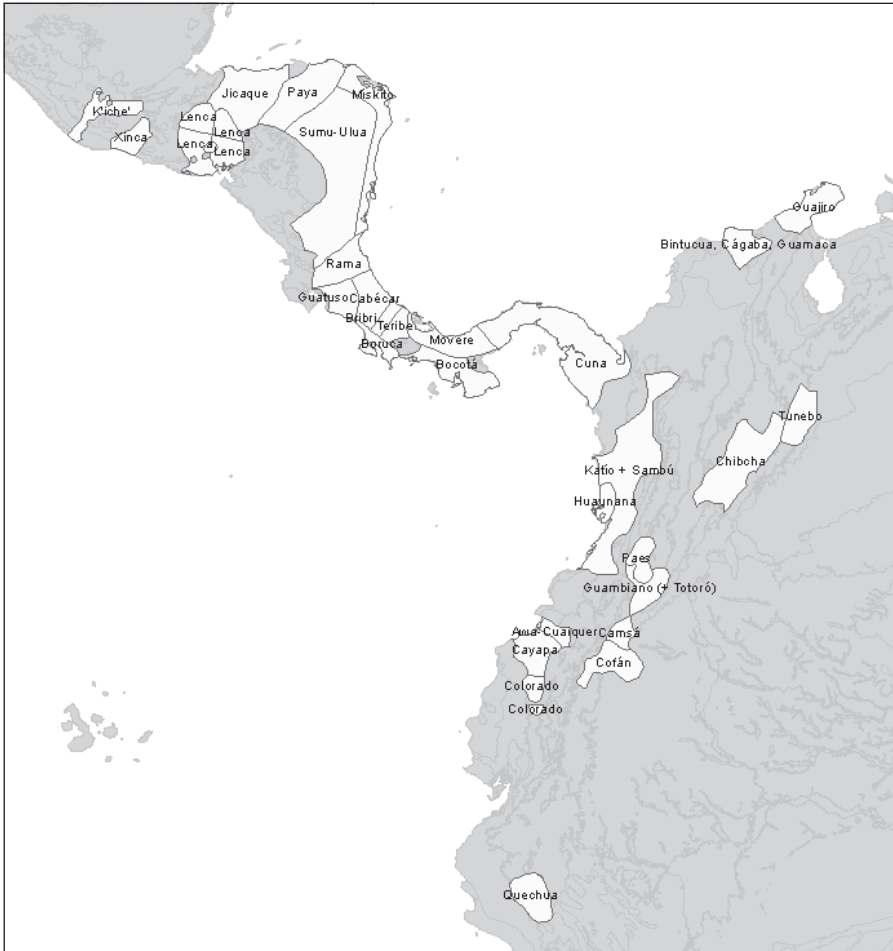 Jicaque
Paya
Miskito
K'iche'
Lenca
Lenca
Xinca
Lenca
Lenca
Sumu-Ulua
Guajiro
Bintucua, Cágaba, Guamaca
Rama
Guatuso
Cabécar
Bribri
Teribe
Boruca
Movere
Bocotá
Cuna
Tunebo
Chibcha
Katío + Sambú
Huaynana
Paes
Guambiano (+ Totoró)
Awa-Cuaiquer
Camsá
Cayapa
Cofán
Colorado
Colorado
Quechua